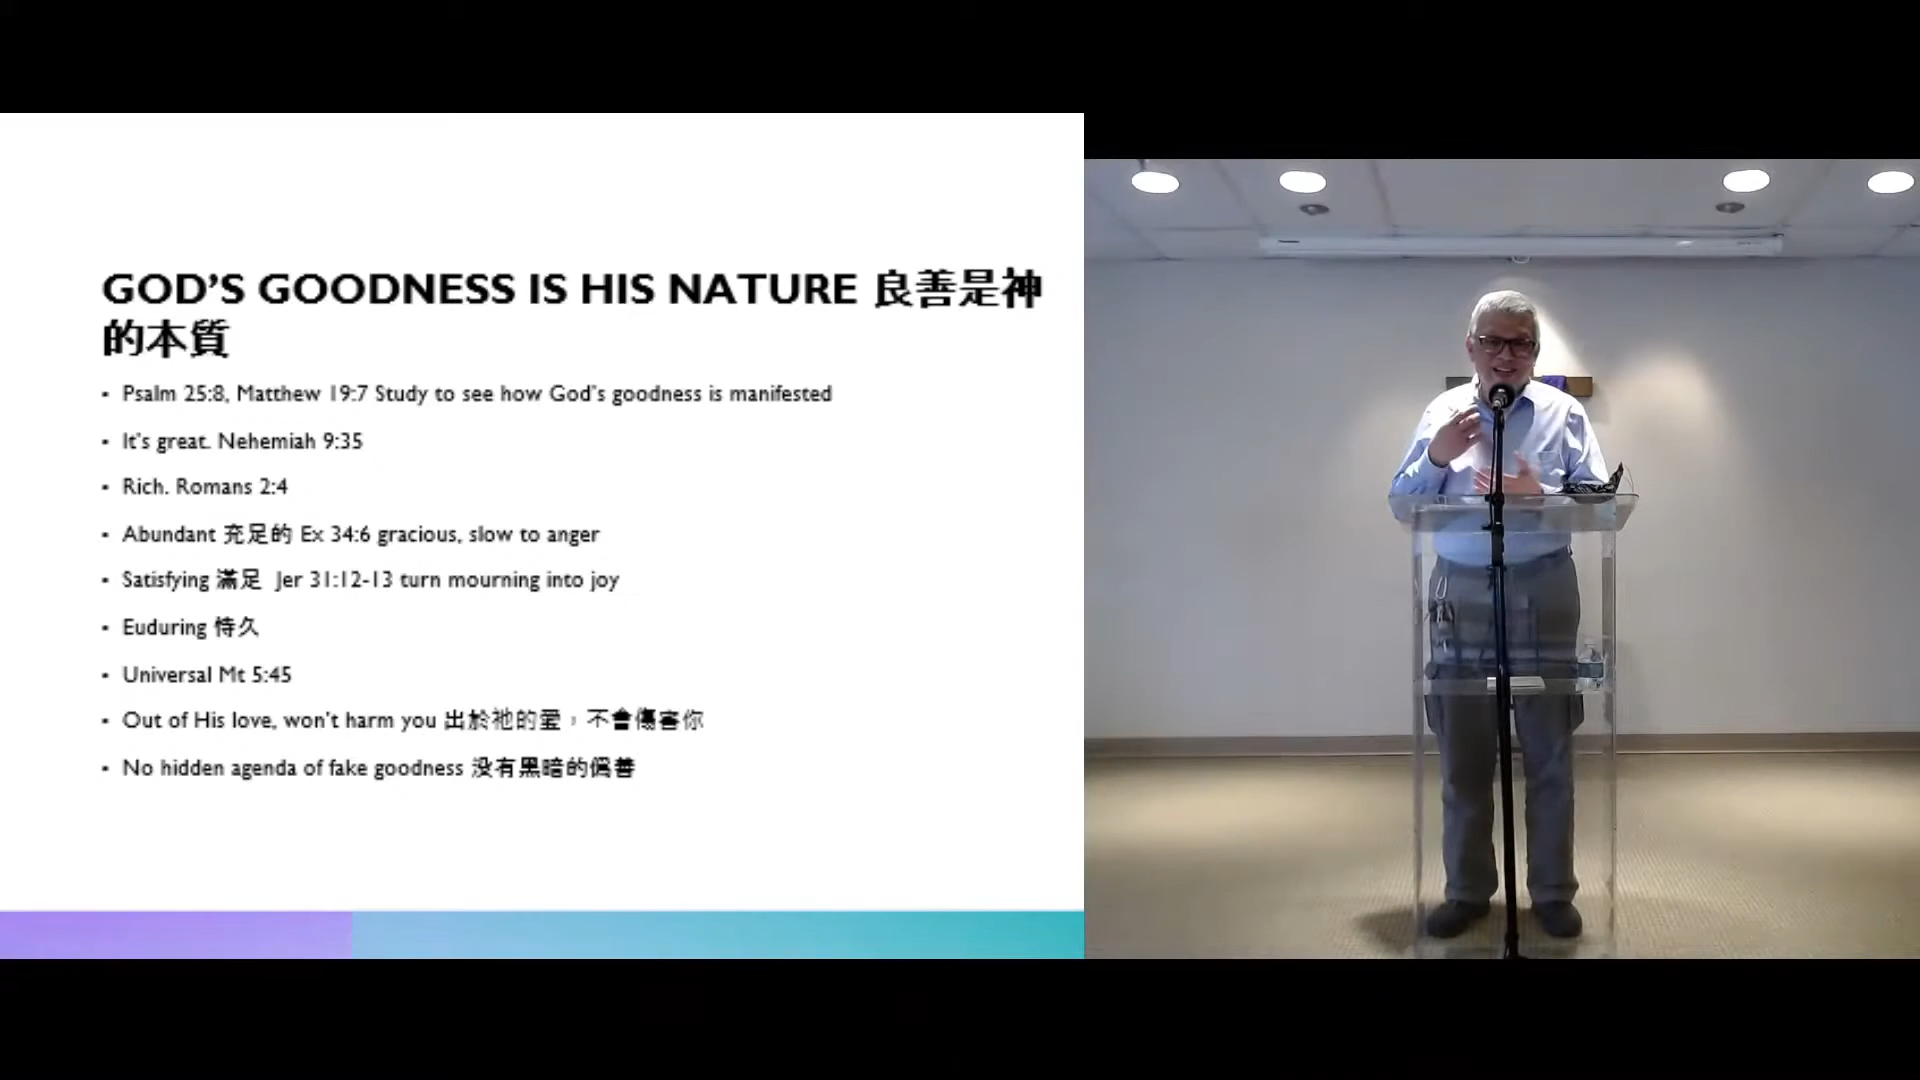 GOD'S GOODNESS IS HIS NATURE 良善是神
的本質
• Psalm 25:8, Matthew 19:7 Study to see how God's goodness is manifested
• It's great. Nehemiah 9:35
• Rich. Romans 2:4
• Abundant 充足的 Ex 34:6 gracious, slow to anger
• Satisfying 滿足 Jer 31:12-13 turn mourning into joy
• Euduring 恃久
• Universal Mt 5:45
• Out of His love, won't harm you 出於祂的愛，不會傷害你
• No hidden agenda of fake goodness 没有黑暗的偽善